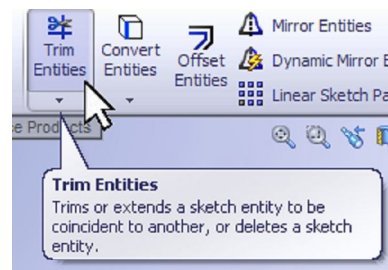 Trim
Entities
Convert
Entities
Offset
Entities
Mirror Entities
Dynamic Mirror E
Linear Sketch Pa
ce Products
Trim Entities
Trims or extends a sketch entity to be
coincident to another, or deletes a sketch
entity.